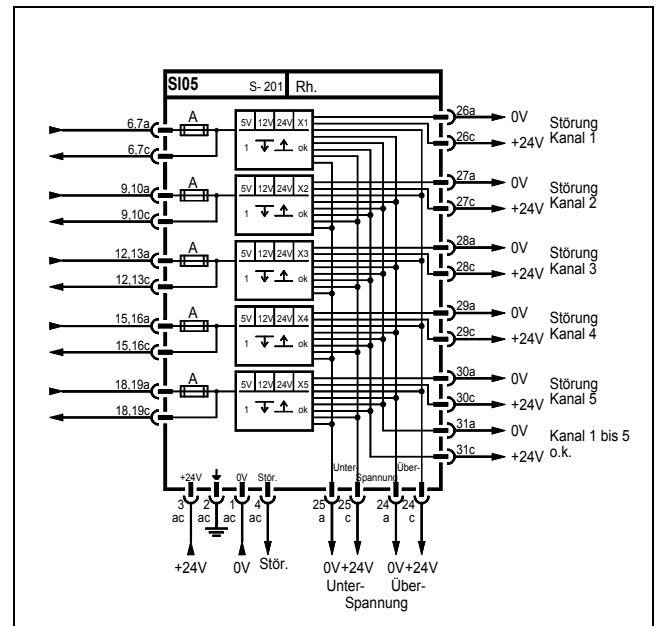 SI05 S- 201 Rh.
6,7a A 5V 12V 24V X1 26a 0V Störung
6,7c 1 ok 26c +24V Kanal 1
9,10a A 5V 12V 24V X2 27a 0V Störung
9,10c 1 ok 27c +24V Kanal 2
12,13a A 5V 12V 24V X3 28a 0V Störung
12,13c 1 ok 28c +24V Kanal 3
15,16a A 5V 12V 24V X4 29a 0V Störung
15,16c 1 ok 29c +24V Kanal 4
18,19a A 5V 12V 24V X5 30a 0V Störung
18,19c 1 ok 30c +24V Kanal 5
31a 0V Kanal 1 bis 5
31c +24V o.k.
Unter- Über-
Spannung
+24V 0V Stör.
3 2 1 4 25 25 24 24
ac ac ac ac a c a c
+24V 0V Stör. 0V +24V 0V +24V
Unter- Über-
Spannung